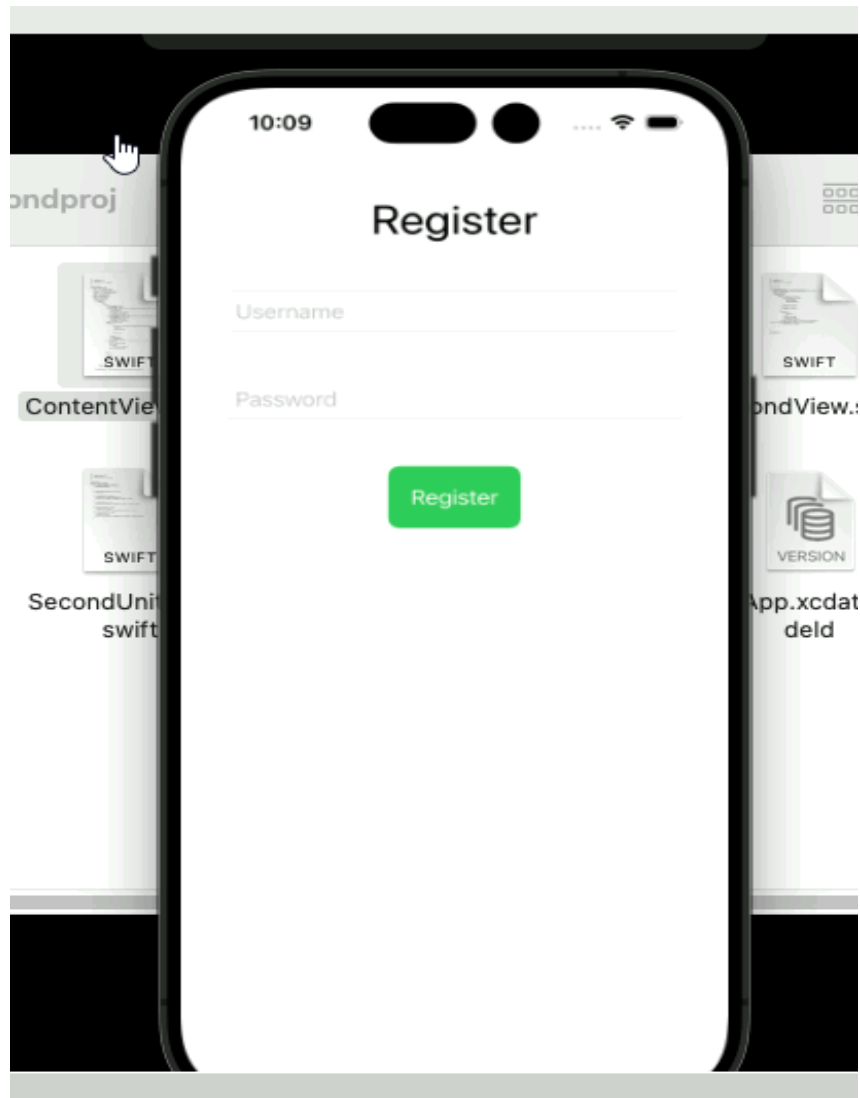 10:09
ondproj
Register
Username
SWIFT
SWIFT
ContentVie
Password
ondView.s
Register
SWIFT
VERSION
SecondUnit
swift
App.xcdat
deld